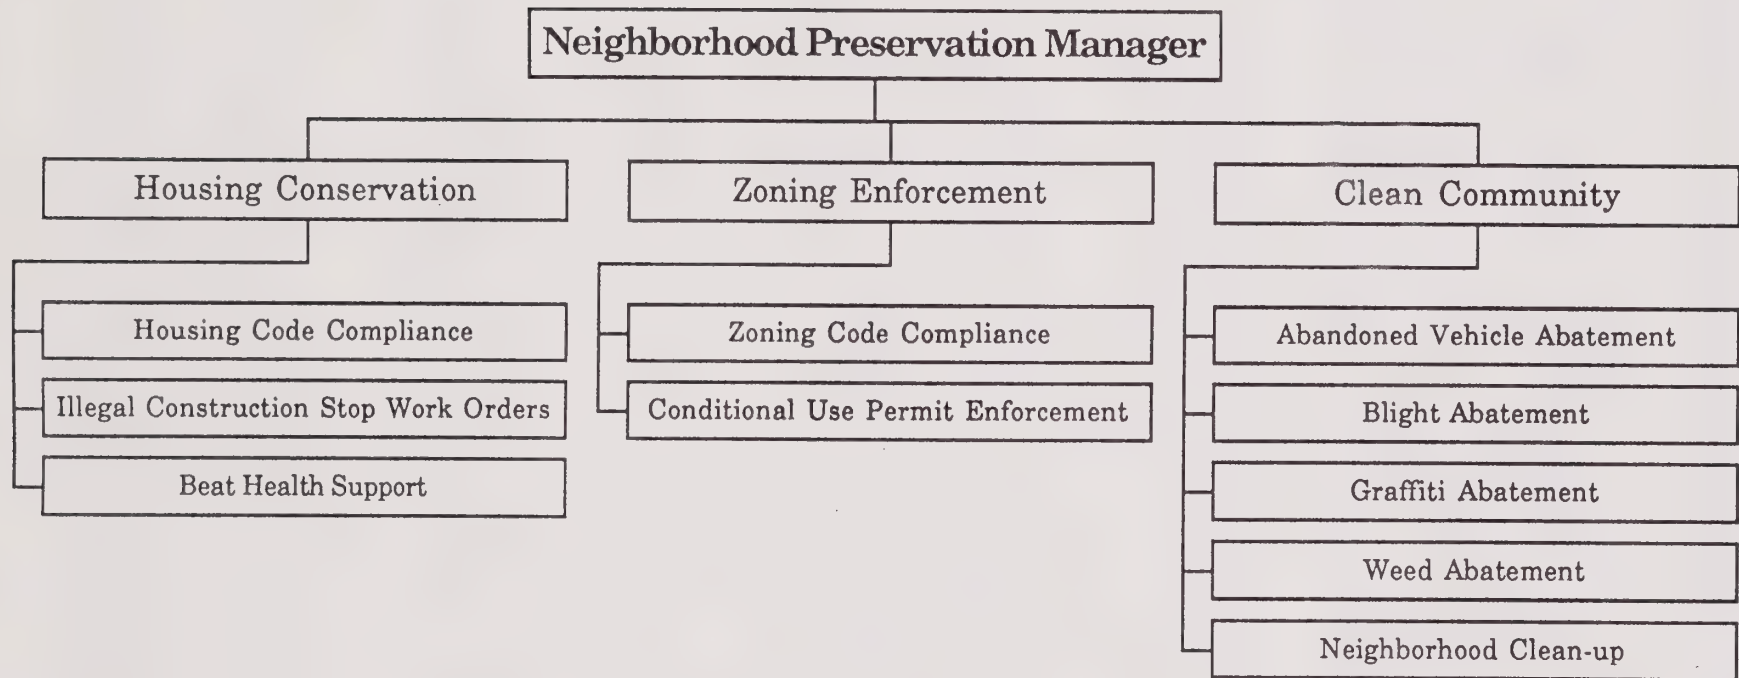 Neighborhood Preservation Manager
Housing Conservation
Housing Code Compliance
Illegal Construction Stop Work Orders
Beat Health Support
Zoning Enforcement
Zoning Code Compliance
Conditional Use Permit Enforcement
Clean Community
Abandoned Vehicle Abatement
Blight Abatement
Graffiti Abatement
Weed Abatement
Neighborhood Clean-up